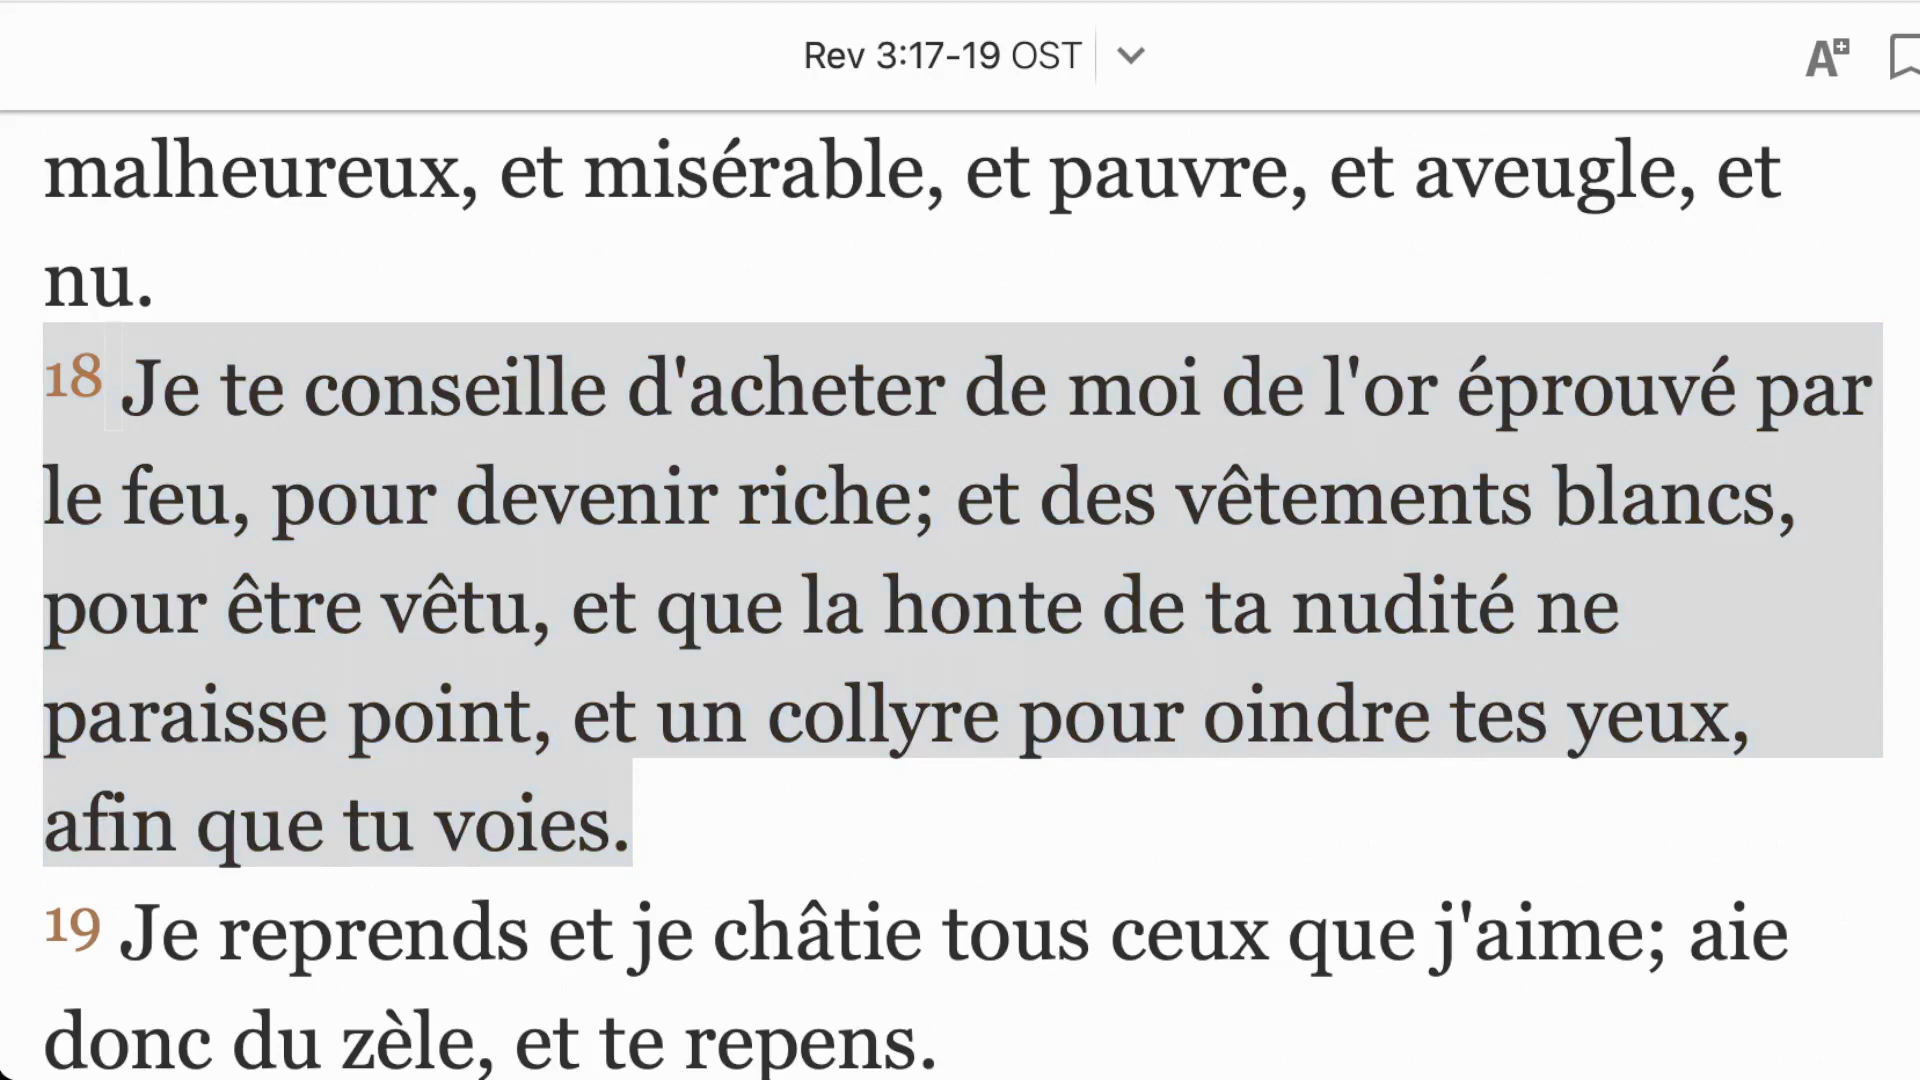 Rev 3:17-19 OST
A+
malheureux, et misérable, et pauvre, et aveugle, et
nu.
18 Je te conseille d'acheter de moi de l'or éprouvé par
le feu, pour devenir riche; et des vêtements blancs,
pour être vêtu, et que la honte de ta nudité ne
paraisse point, et un collyre pour oindre tes yeux,
afin que tu voies.
19 Je reprends et je châtie tous ceux que j'aime; aie
donc du zèle, et te repens.